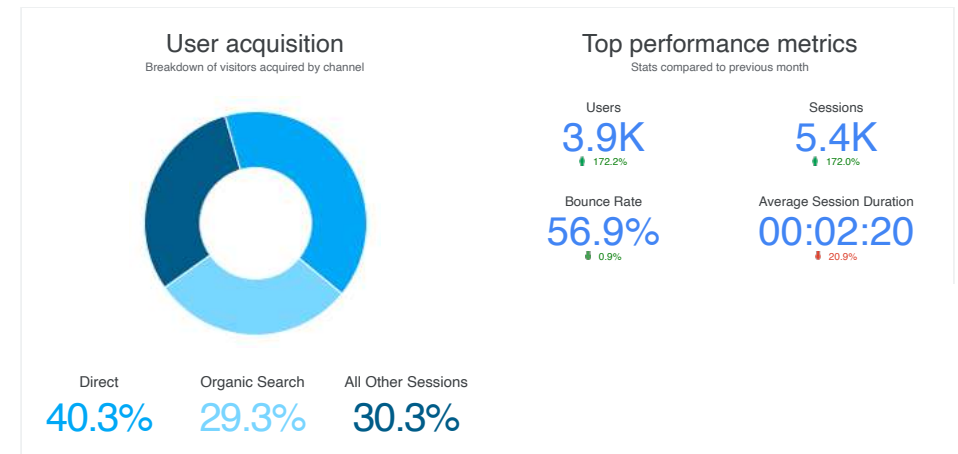 User acquisition
Breakdown of visitors acquired by channel
Direct
40.3%
Organic Search
29.3%
All Other Sessions
30.3%
Top performance metrics
Stats compared to previous month
Users
3.9K
172.2%
Sessions
5.4K
172.0%
Bounce Rate
56.9%
0.9%
Average Session Duration
00:02:20
20.9%